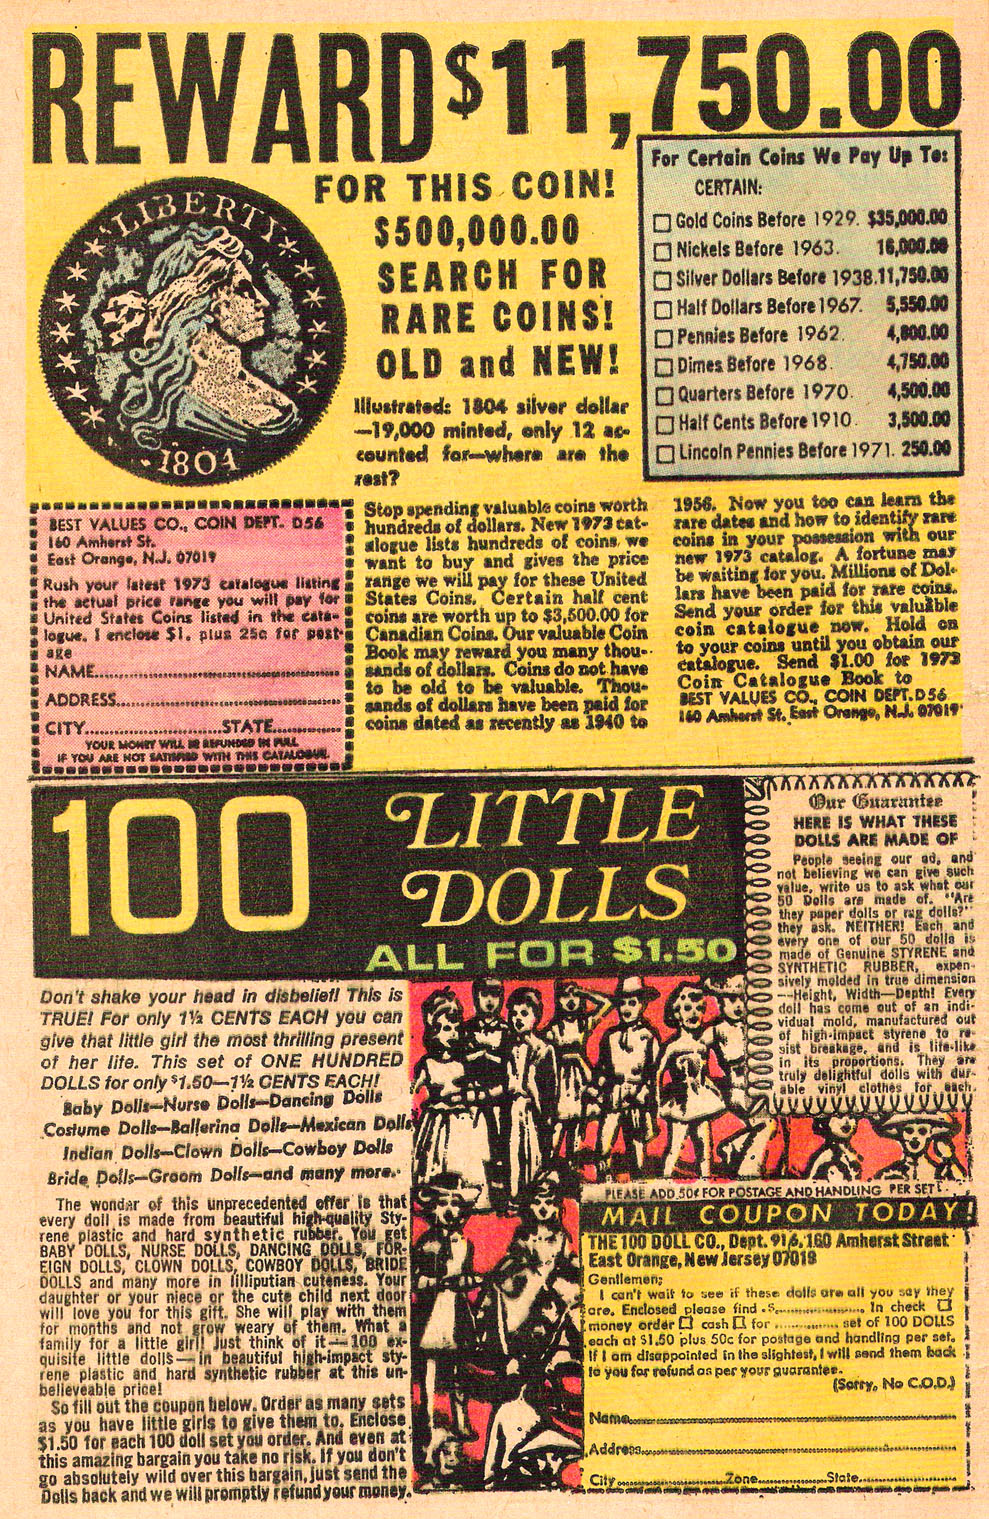 REWARD $11,750.00
FOR THIS COIN!
$500,000.00
SEARCH FOR
RARE COINS!
OLD and NEW!
Illustrated: 1804 silver dollar
—19,000 minted, only 12 ac-
counted for—where are the
rest?
LIBERTY
1804
For Certain Coins We Pay Up To:
CERTAIN:
Gold Coins Before 1929. $35,000.00
Nickels Before 1963. 16,000.00
Silver Dollars Before 1938. 11,750.00
Half Dollars Before 1967. 5,550.00
Pennies Before 1962. 4,800.00
Dimes Before 1968. 4,750.00
Quarters Before 1970. 4,500.00
Half Cents Before 1910. 3,500.00
Lincoln Pennies Before 1971. 250.00
BEST VALUES CO., COIN DEPT. D56
160 Amherst St.
East Orange, N.J. 07019
Rush your latest 1973 catalogue listing
the actual price range you will pay for
United States Coins listed in the cata-
logue. I enclose $1. plus 25c for post-
age
NAME
ADDRESS
CITY STATE
YOUR MONEY WILL BE REFUNDED IN FULL
IF YOU ARE NOT SATISFIED WITH THIS CATALOGUE.
Stop spending valuable coins worth
hundreds of dollars. New 1973 cat-
alogue lists hundreds of coins we
want to buy and gives the price
range we will pay for these United
States Coins. Certain half cent
coins are worth up to $3,500.00 for
Canadian Coins. Our valuable Coin
Book may reward you many thou-
sands of dollars. Coins do not have
to be old to be valuable. Thou-
sands of dollars have been paid for
coins dated as recently as 1940 to
1956. Now you too can learn the
rare dates and how to identify rare
coins in your possession with our
new 1973 catalog. A fortune may
be waiting for you. Millions of Dol-
lars have been paid for rare coins.
Send your order for this valuable
coin catalogue now. Hold on
to your coins until you obtain our
catalogue. Send $1.00 for 1973
Coin Catalogue Book to
BEST VALUES CO., COIN DEPT. D56
160 Amherst St. East Orange, N.J. 07019
100 LITTLE
DOLLS
ALL FOR $1.50
Don't shake your head in disbelief! This is
TRUE! For only 1½ CENTS EACH you can
give that little girl the most thrilling present
of her life. This set of ONE HUNDRED
DOLLS for only $1.50—1½ CENTS EACH!
Baby Dolls—Nurse Dolls—Dancing Dolls
Costume Dolls—Ballerina Dolls—Mexican Dolls
Indian Dolls—Clown Dolls—Cowboy Dolls
Bride Dolls—Groom Dolls—and many more.
The wonder of this unprecedented offer is that
every doll is made from beautiful high-quality Sty-
rene plastic and hard synthetic rubber. You get
BABY DOLLS, NURSE DOLLS, DANCING DOLLS, FOR-
EIGN DOLLS, CLOWN DOLLS, COWBOY DOLLS, BRIDE
DOLLS and many more in lilliputian cuteness. Your
daughter or your niece or the cute child next door
will love you for this gift. She will play with them
for months and not grow weary of them. What a
family for a little girl! Just think of it—100 ex-
quisite little dolls—in beautiful high-impact sty-
rene plastic and hard synthetic rubber at this un-
believeable price!
So fill out the coupon below. Order as many sets
as you have little girls to give them to. Enclose
$1.50 for each 100 doll set you order. And even at
this amazing bargain you take no risk. If you don't
go absolutely wild over this bargain, just send the
Dolls back and we will promptly refund your money.
Our Guarantee
HERE IS WHAT THESE
DOLLS ARE MADE OF
People seeing our ad, and
not believing we can give such
value, write us to ask what our
50 Dolls are made of. "Are
they paper dolls or rag dolls?"
they ask. NEITHER! Each and
every one of our 50 dolls is
made of Genuine STYRENE and
SYNTHETIC RUBBER, expen-
sively molded in true dimension
—Height, Width—Depth! Every
doll has come out of an indi-
vidual mold, manufactured out
of high-impact styrene to re-
sist breakage, and is life-like
in its proportions. They are
truly delightful dolls with dur-
able vinyl clothes for each.
PLEASE ADD .50¢ FOR POSTAGE AND HANDLING PER SET!
MAIL COUPON TODAY!
THE 100 DOLL CO., Dept. 916, 160 Amherst Street
East Orange, New Jersey 07019
Gentlemen;
I can't wait to see if these dolls are all you say they
are. Enclosed please find $ In check
money order cash for set of 100 DOLLS
each at $1.50 plus 50c for postage and handling per set.
If I am disappointed in the slightest, I will send them back
to you for refund as per your guarantee.
(Sorry, No C.O.D.)
Name
Address
City Zone State